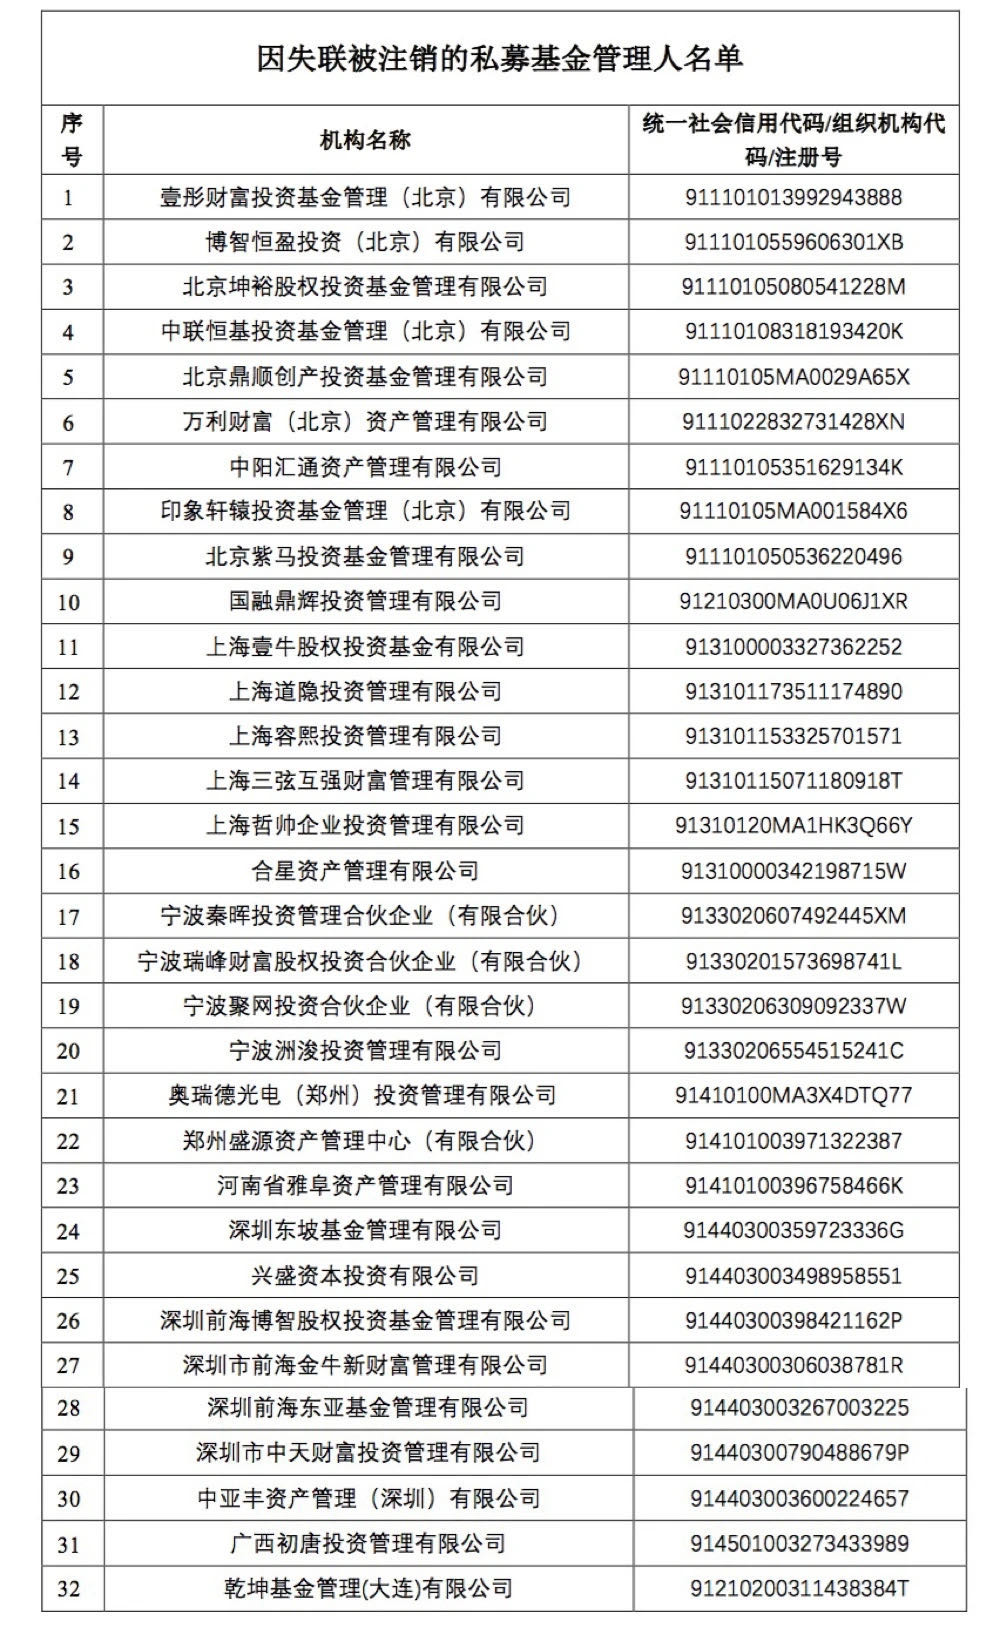 因失联被注销的私募基金管理人名单
序号 机构名称 统一社会信用代码/组织机构代码/注册号
1 壹彤财富投资基金管理（北京）有限公司 911101013992943888
2 博智恒盈投资（北京）有限公司 9111010559606301XB
3 北京坤裕股权投资基金管理有限公司 91110105080541228M
4 中联恒基投资基金管理（北京）有限公司 91110108318193420K
5 北京鼎顺创产投资基金管理有限公司 91110105MA0029A65X
6 万利财富（北京）资产管理有限公司 9111022832731428XN
7 中阳汇通资产管理有限公司 91110105351629134K
8 印象轩辕投资基金管理（北京）有限公司 91110105MA001584X6
9 北京紫马投资基金管理有限公司 911101050536220496
10 国融鼎辉投资管理有限公司 91210300MA0U06J1XR
11 上海壹牛股权投资基金有限公司 913100003327362252
12 上海道隐投资管理有限公司 913101173511174890
13 上海容熙投资管理有限公司 913101153325701571
14 上海三弦互强财富管理有限公司 91310115071180918T
15 上海哲帅企业投资管理有限公司 91310120MA1HK3Q66Y
16 合星资产管理有限公司 91310000342198715W
17 宁波秦晖投资管理合伙企业（有限合伙） 9133020607492445XM
18 宁波瑞峰财富股权投资合伙企业（有限合伙） 91330201573698741L
19 宁波聚网投资合伙企业（有限合伙） 91330206309092337W
20 宁波洲浚投资管理有限公司 91330206554515241C
21 奥瑞德光电（郑州）投资管理有限公司 91410100MA3X4DTQ77
22 郑州盛源资产管理中心（有限合伙） 914101003971322387
23 河南省雅阜资产管理有限公司 91410100396758466K
24 深圳东坡基金管理有限公司 91440300359723336G
25 兴盛资本投资有限公司 914403003498958551
26 深圳前海博智股权投资基金管理有限公司 91440300398421162P
27 深圳市前海金牛新财富管理有限公司 91440300306038781R
28 深圳前海东亚基金管理有限公司 914403003267003225
29 深圳市中天财富投资管理有限公司 91440300790488679P
30 中亚丰资产管理（深圳）有限公司 914403003600224657
31 广西初唐投资管理有限公司 914501003273433989
32 乾坤基金管理(大连)有限公司 91210200311438384T